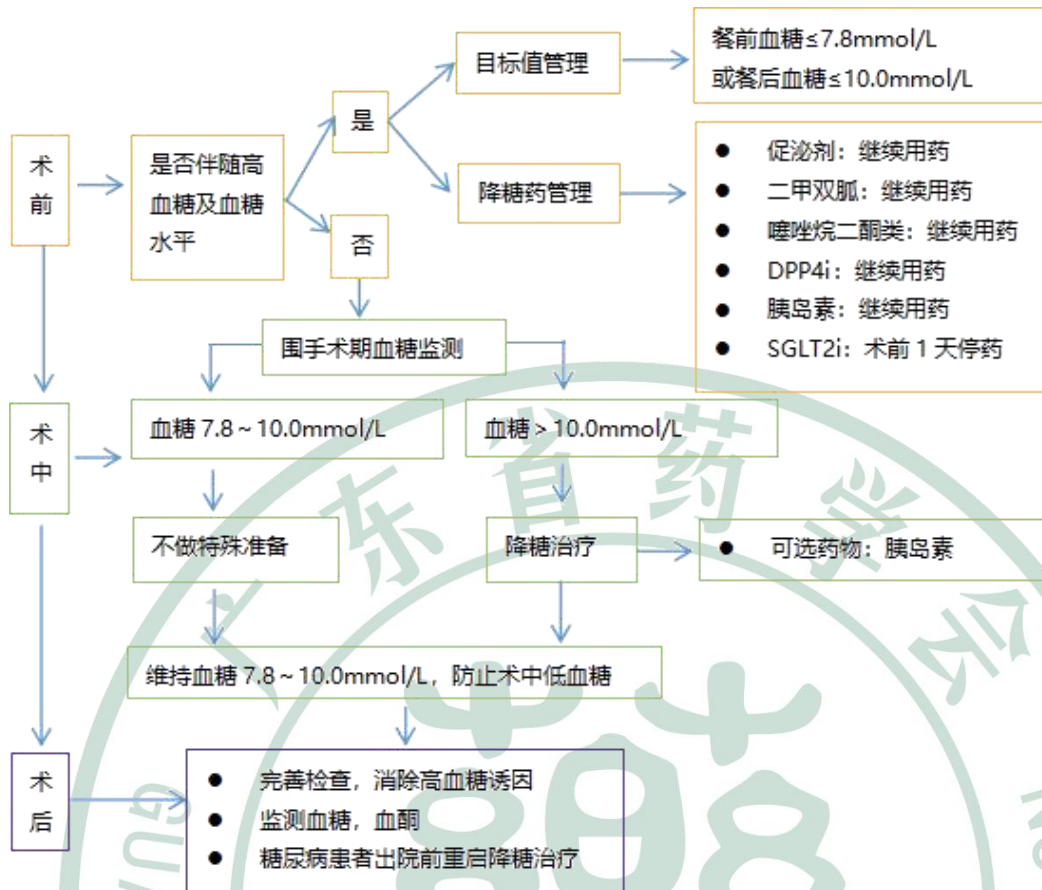 术
前
是否伴随高
血糖及血糖
水平
是
否
目标值管理
餐前血糖≤7.8mmol/L
或餐后血糖≤10.0mmol/L
降糖药管理
● 促泌剂：继续用药
● 二甲双胍：继续用药
● 噻唑烷二酮类：继续用药
● DPP4i：继续用药
● 胰岛素：继续用药
● SGLT2i：术前 1 天停药
围手术期血糖监测
术
中
血糖 7.8～10.0mmol/L
血糖＞10.0mmol/L
不做特殊准备
降糖治疗
● 可选药物：胰岛素
维持血糖 7.8～10.0mmol/L，防止术中低血糖
术
后
● 完善检查，消除高血糖诱因
● 监测血糖，血酮
● 糖尿病患者出院前重启降糖治疗
广东省药学会
GU